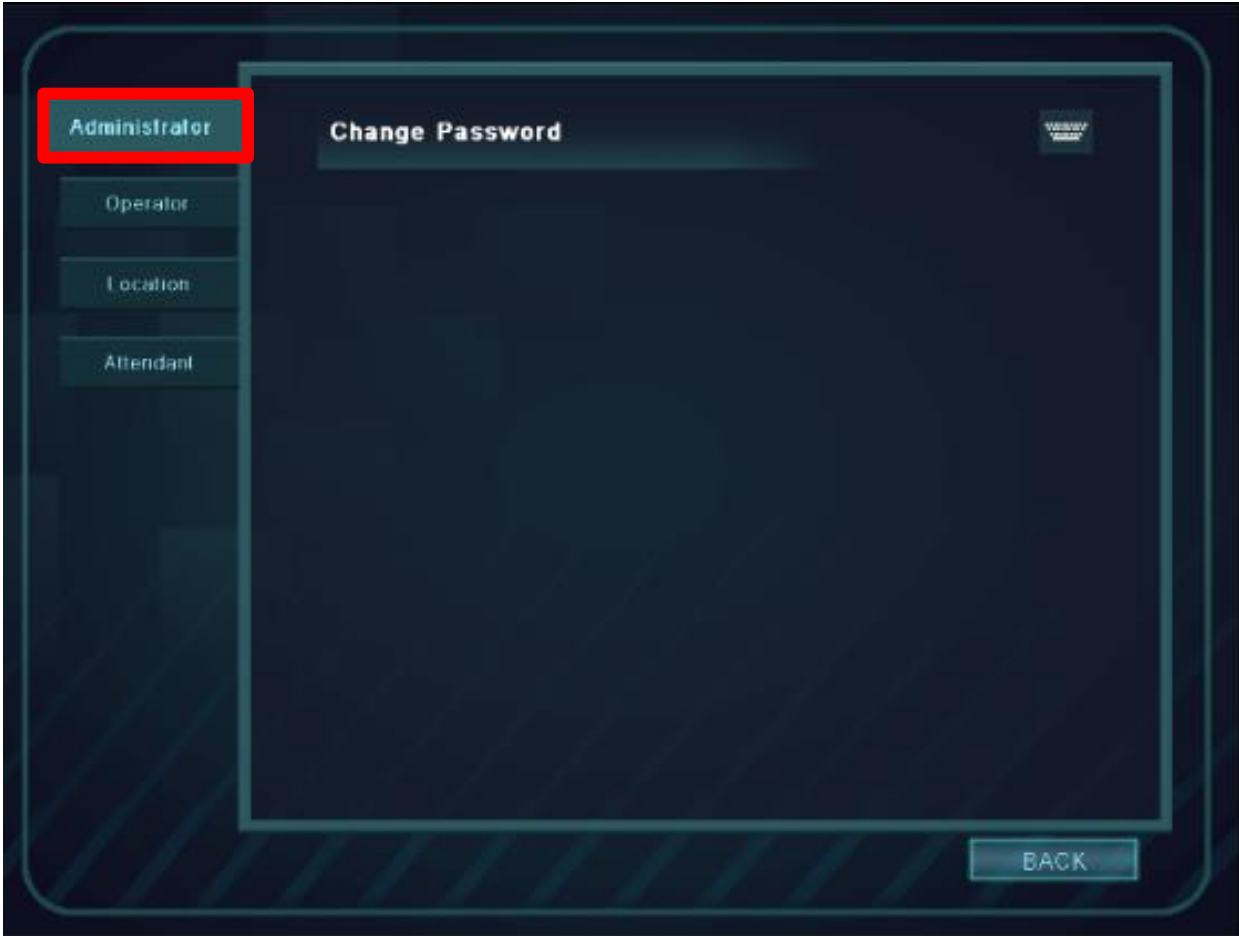 Administrator
Change Password
Operator
Location
Attendant
BACK